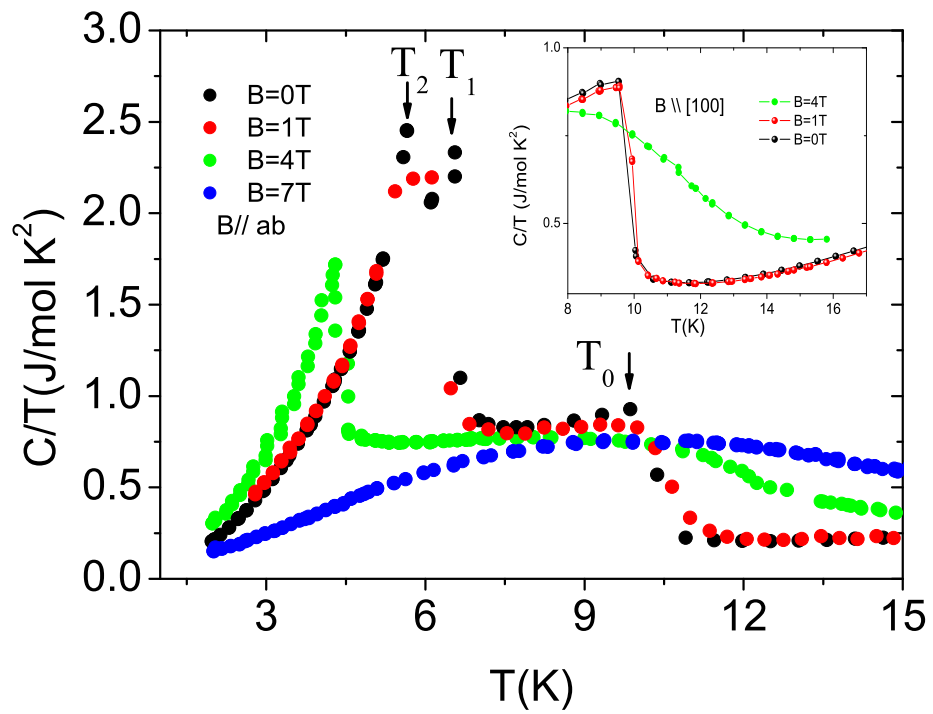 3.0
2.5
2.0
1.5
1.0
0.5
0.0
C/T(J/mol K²)
B=0T
B=1T
B=4T
B=7T
B// ab
T₂
T₁
T₀
3
6
9
12
15
T(K)
1.0
0.5
C/T (J/mol K²)
B \\ [100]
B=4T
B=1T
B=0T
8
10
12
14
16
T(K)